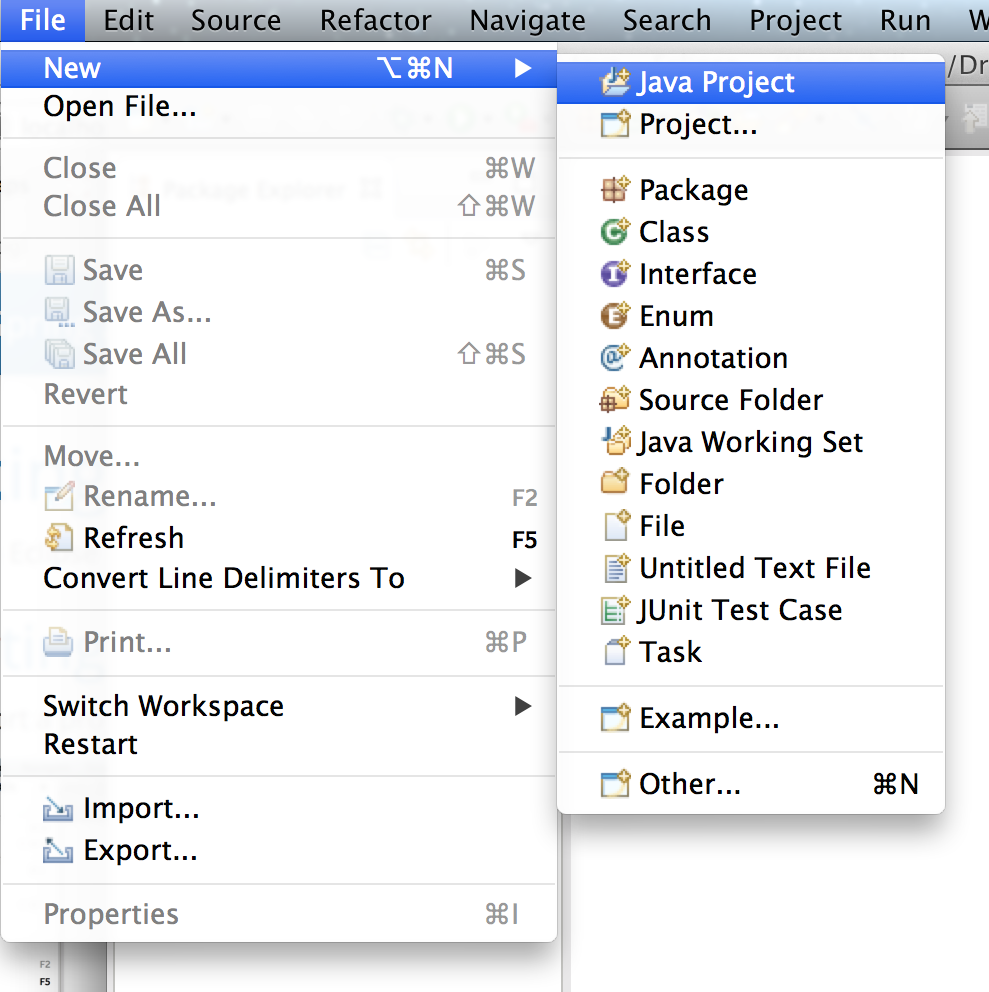 File Edit Source Refactor Navigate Search Project Run W
New ⌥⌘N ▶
Open File...
Close ⌘W
Close All ⇧⌘W
Save ⌘S
Save As...
Save All ⇧⌘S
Revert
Move...
Rename... F2
Refresh F5
Convert Line Delimiters To ▶
Print... ⌘P
Switch Workspace ▶
Restart
Import...
Export...
Properties ⌘I
Java Project
Project...
Package
Class
Interface
Enum
Annotation
Source Folder
Java Working Set
Folder
File
Untitled Text File
JUnit Test Case
Task
Example...
Other... ⌘N
/Dr
Package Explorer
F2
F5